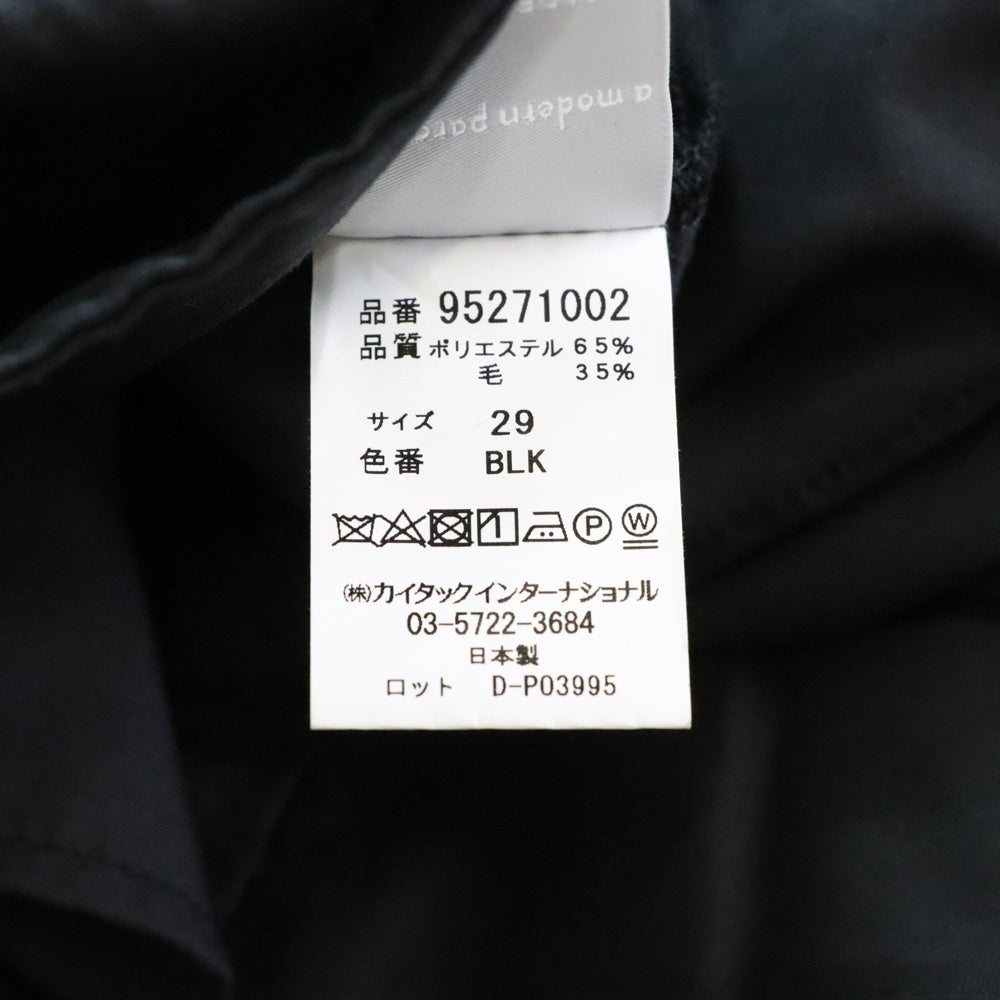 a modern
品番 95271002
品質 ポリエステル 65%
毛 35%
サイズ 29
色番 BLK
P W
(株)カイタックインターナショナル
03-5722-3684
日本製
ロット D-P03995